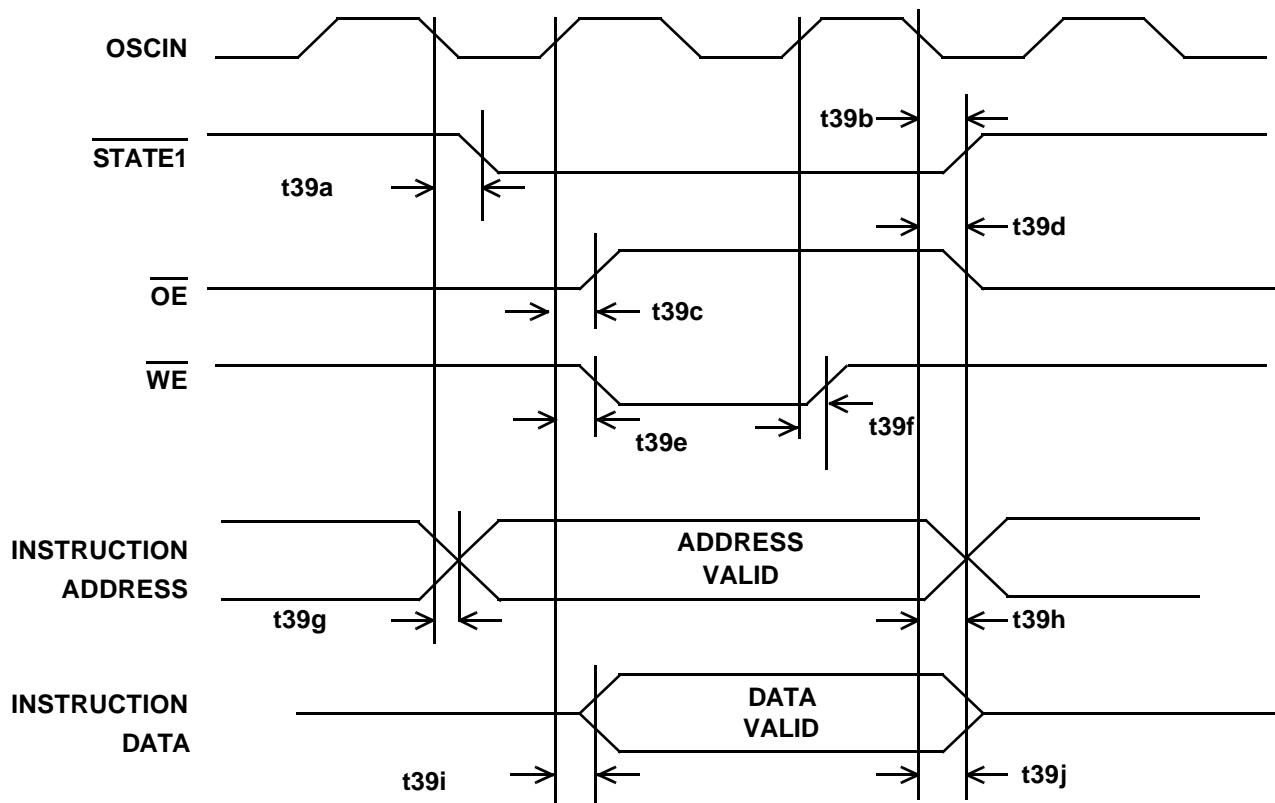 OSCIN
t39b
STATE1
t39a
t39d
OE
t39c
WE
t39f
t39e
INSTRUCTION
ADDRESS
ADDRESS
VALID
t39g
t39h
INSTRUCTION
DATA
DATA
VALID
t39i
t39j